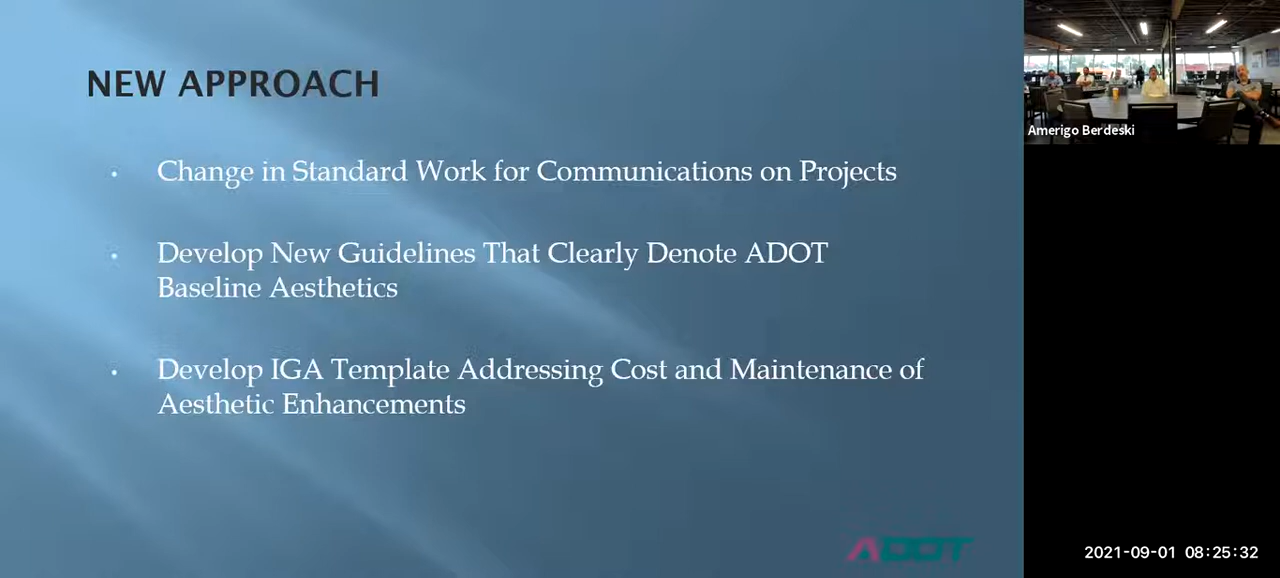 NEW APPROACH
Change in Standard Work for Communications on Projects
Develop New Guidelines That Clearly Denote ADOT
Baseline Aesthetics
Develop IGA Template Addressing Cost and Maintenance of
Aesthetic Enhancements
ADOT
Amerigo Berdeski
2021-09-01 08:25:32